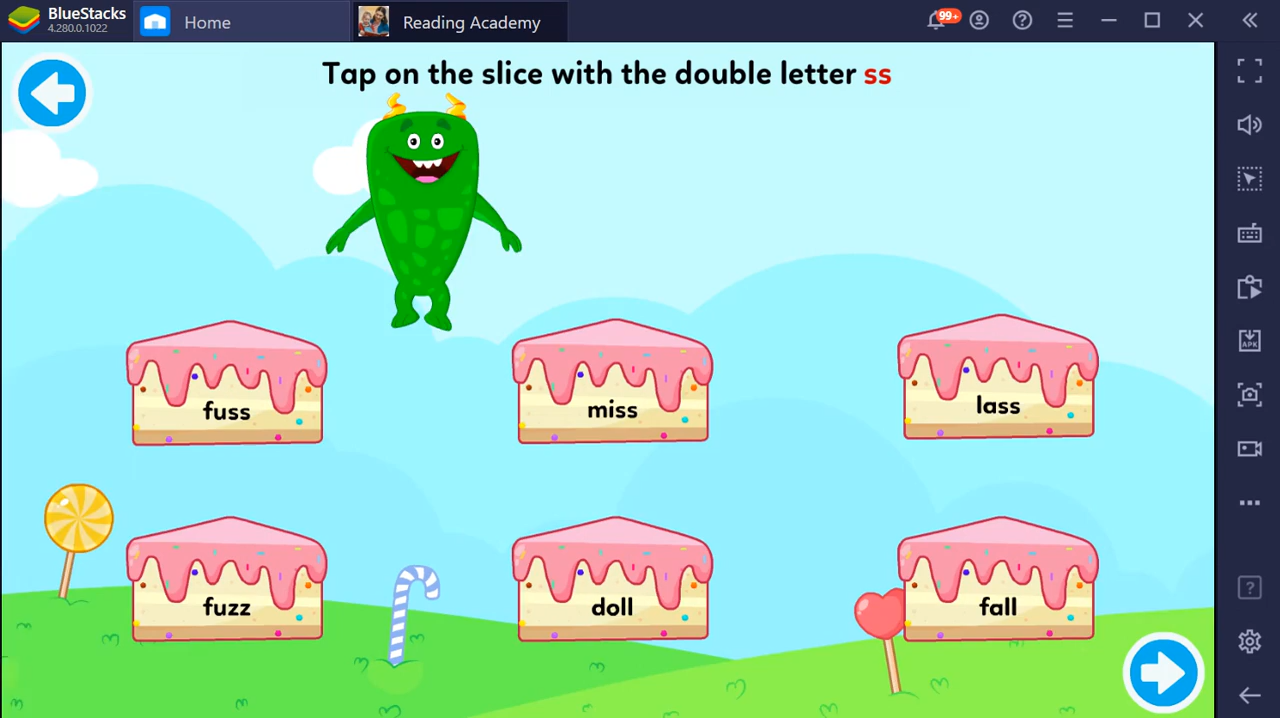 BlueStacks
4.280.0.1022
Home
Reading Academy
99+
Tap on the slice with the double letter ss
fuss
miss
lass
fuzz
doll
fall
APK